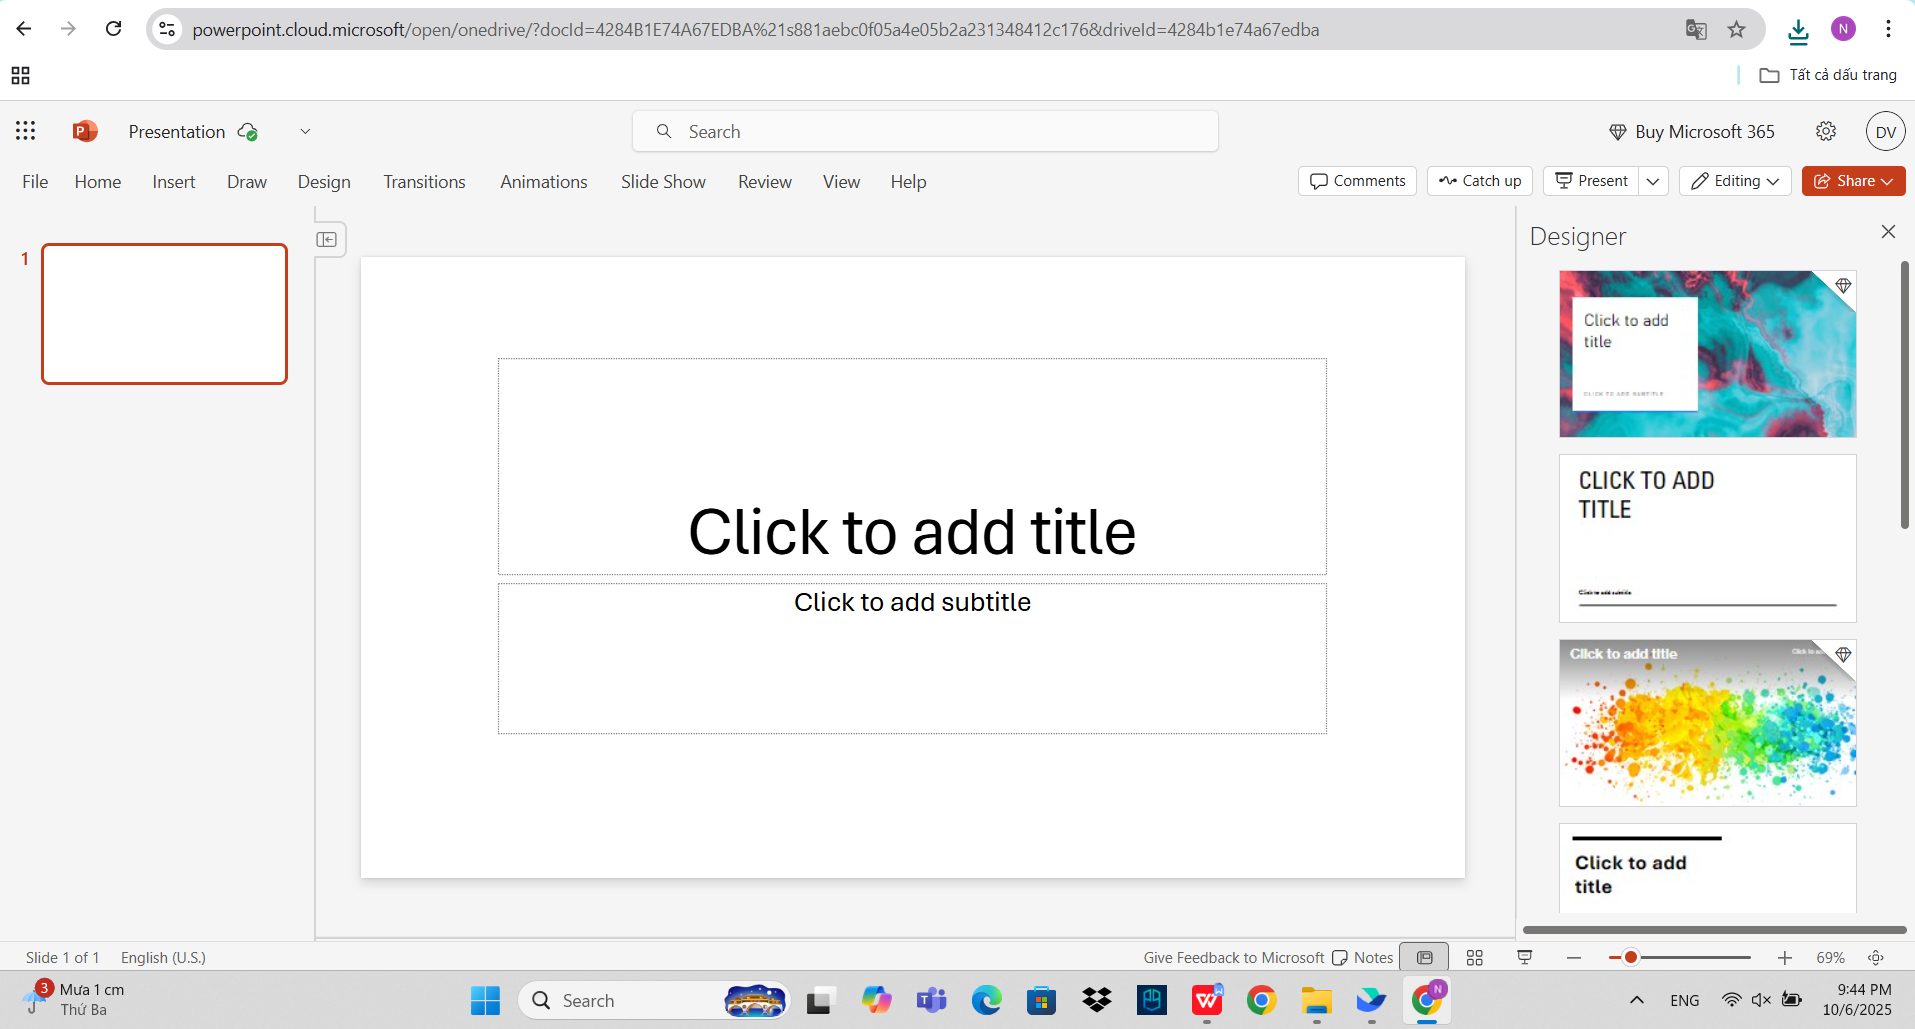 powerpoint.cloud.microsoft/open/onedrive/?docId=4284B1E74A67EDBA%21s881aebc0f05a4e05b2a231348412c176&driveId=4284b1e74a67edba
N
Tất cả dấu trang
P
Presentation
Search
Buy Microsoft 365
DV
File Home Insert Draw Design Transitions Animations Slide Show Review View Help
Comments Catch up Present Editing Share
1
Click to add title
Click to add subtitle
Designer
Click to add
title
CLICK TO ADD SUBTITLE
CLICK TO ADD
TITLE
Click to add subtitle
Click to add title
Click to add
title
Slide 1 of 1 English (U.S.)
Give Feedback to Microsoft Notes 69%
3
Mưa 1 cm
Thứ Ba
Search
N
ENG
9:44 PM
10/6/2025